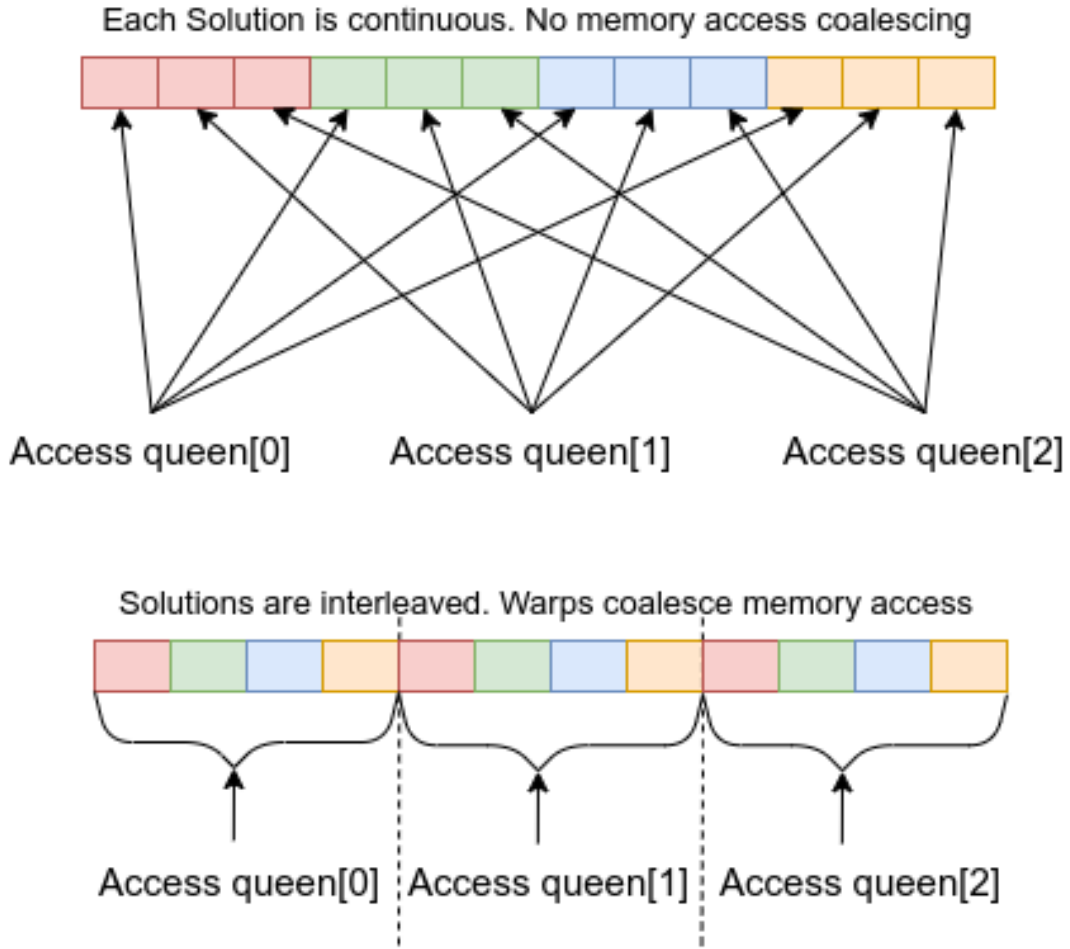 Each Solution is continuous. No memory access coalescing
Access queen[0] Access queen[1] Access queen[2]
Solutions are interleaved. Warps coalesce memory access
Access queen[0] Access queen[1] Access queen[2]